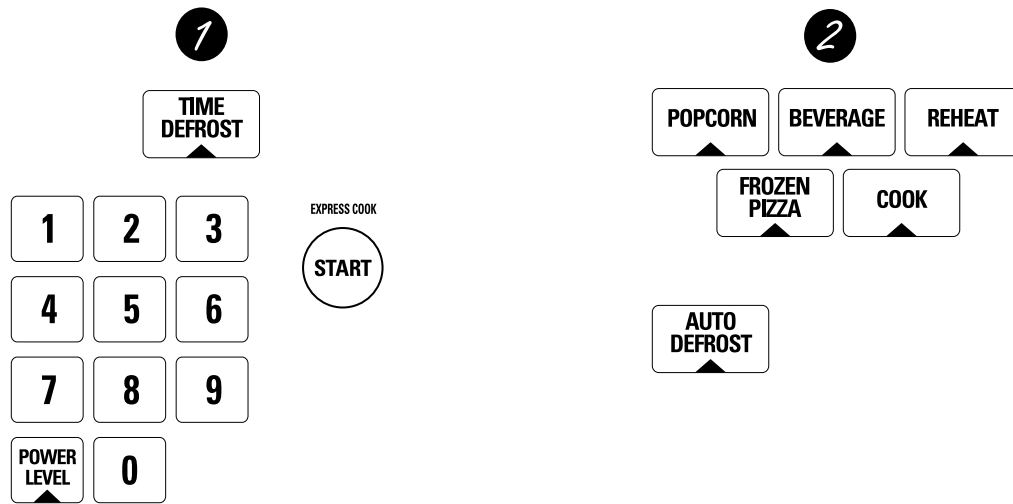 1
TIME
DEFROST
1 2 3
EXPRESS COOK
START
4 5 6
7 8 9
POWER
LEVEL
0
2
POPCORN
BEVERAGE
REHEAT
FROZEN
PIZZA
COOK
AUTO
DEFROST